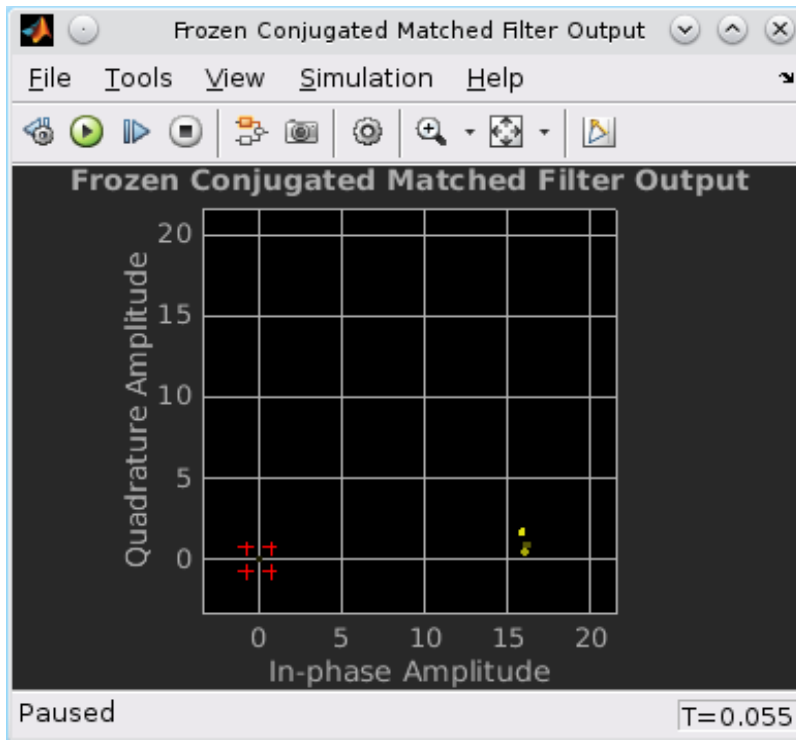 Frozen Conjugated Matched Filter Output
File Tools View Simulation Help
Frozen Conjugated Matched Filter Output
20
15
10
5
0
Quadrature Amplitude
0 5 10 15 20
In-phase Amplitude
Paused T=0.055